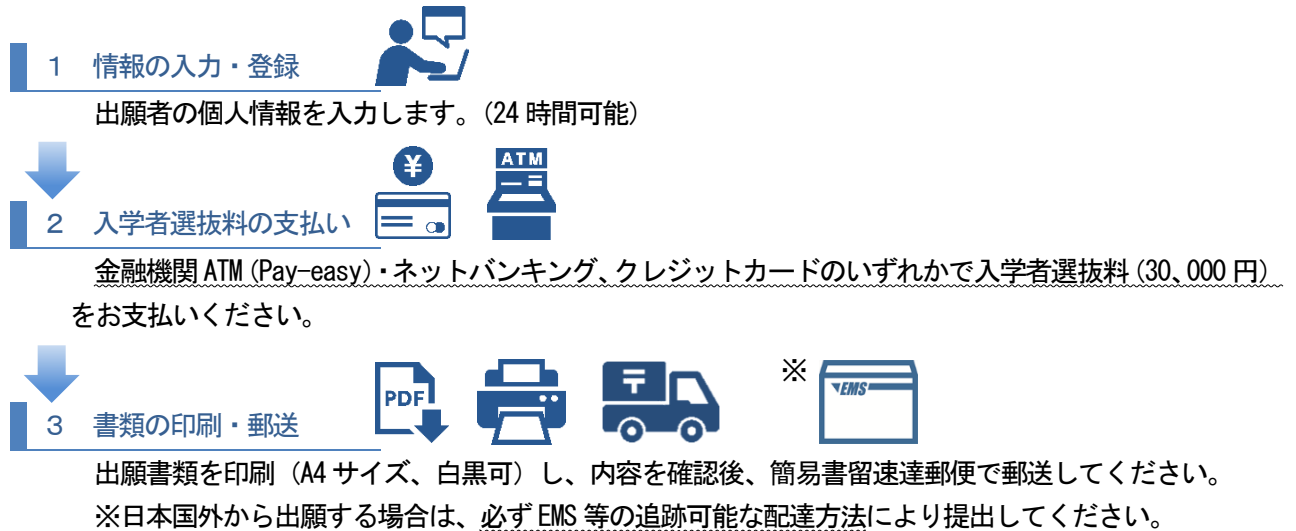 1 情報の入力・登録
出願者の個人情報を入力します。(24 時間可能)
¥
ATM
2 入学者選抜料の支払い
金融機関 ATM(Pay-easy)・ネットバンキング、クレジットカードのいずれかで入学者選抜料(30、000 円)
をお支払いください。
※
〒
EMS
PDF
3 書類の印刷・郵送
出願書類を印刷（A4 サイズ、白黒可）し、内容を確認後、簡易書留速達郵便で郵送してください。
※日本国外から出願する場合は、必ず EMS 等の追跡可能な配達方法により提出してください。